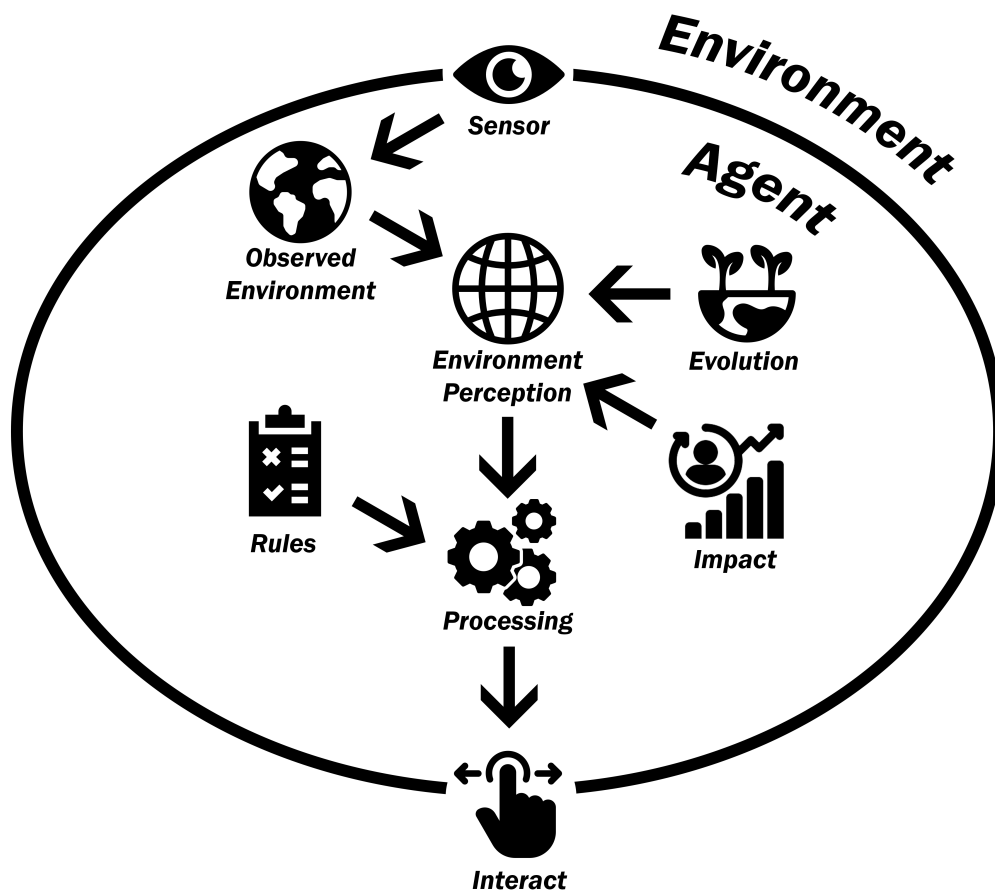 Environment
Agent
Sensor
Observed
Environment
Environment
Perception
Evolution
Rules
Impact
Processing
Interact